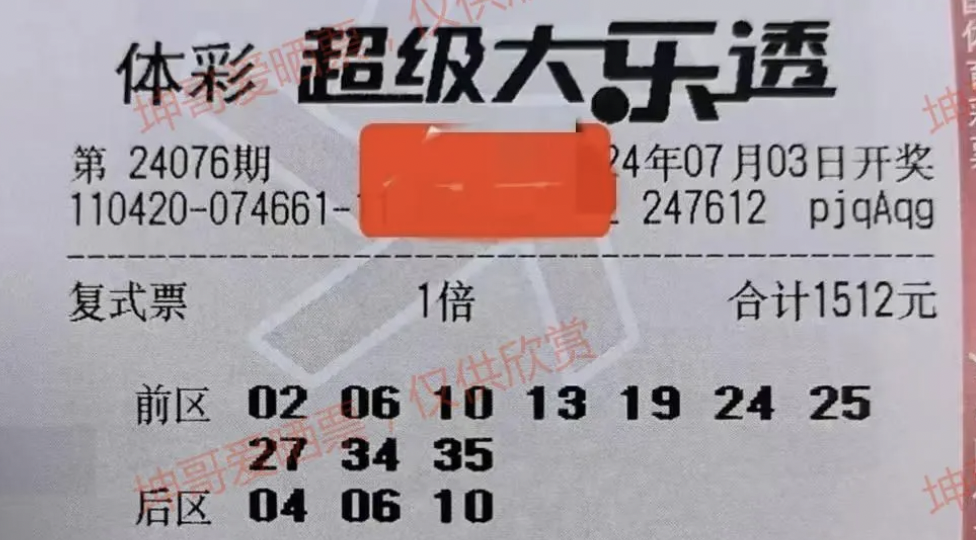 体彩 超级大乐透
第 24076期 24年07月03日开奖
110420-074661-1 247612 pjqAqg
复式票 1倍 合计1512元
前区 02 06 10 13 19 24 25
27 34 35
后区 04 06 10
坤哥爱晒票,仅供欣赏
坤哥爱晒票,仅供欣赏
坤
坤